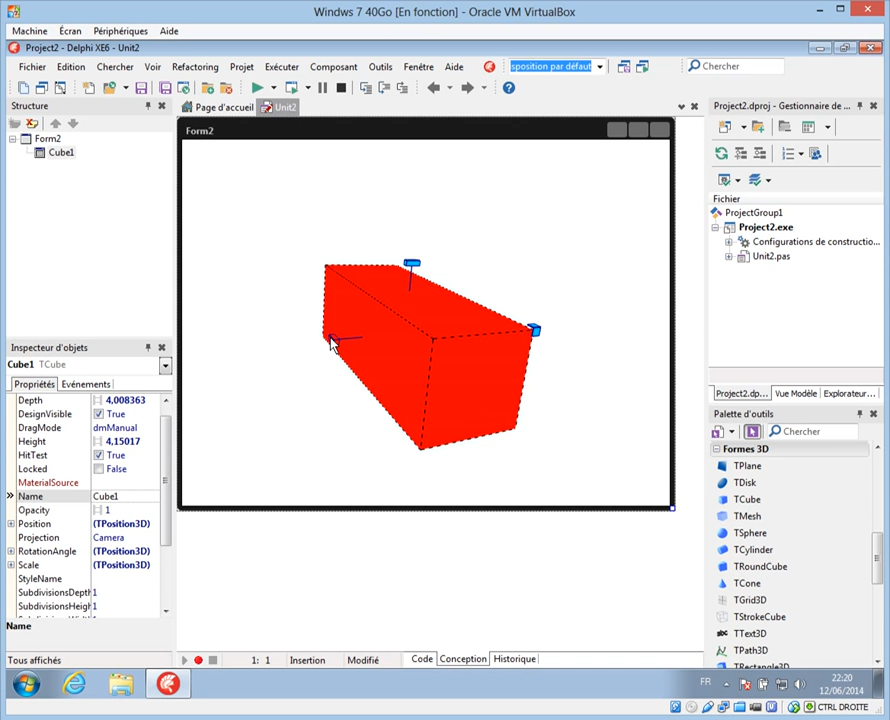 Windws 7 40Go [En fonction] - Oracle VM VirtualBox
Machine Écran Périphériques Aide
Project2 - Delphi XE6 - Unit2
Fichier Edition Chercher Voir Refactoring Projet Exécuter Composant Outils Fenêtre Aide
sposition par défaut
Chercher
Structure
Page d'accueil Unit2
Form2
Cube1
Form2
Project2.dproj - Gestionnaire de ...
Fichier
ProjectGroup1
Project2.exe
Configurations de constructio...
Unit2.pas
Project2.dp... Vue Modèle Explorateur...
Inspecteur d'objets
Cube1 TCube
Propriétés Evénements
Depth 4,008363
DesignVisible True
DragMode dmManual
Height 4,15017
HitTest True
Locked False
MaterialSource
Name Cube1
Opacity 1
Position (TPosition3D)
Projection Camera
RotationAngle (TPosition3D)
Scale (TPosition3D)
StyleName
SubdivisionsDepth 1
SubdivisionsHeig 1
Name
Tous affichés
Palette d'outils
Chercher
Formes 3D
TPlane
TDisk
TCube
TMesh
TSphere
TCylinder
TRoundCube
TCone
TGrid3D
TStrokeCube
abc TText3D
TPath3D
TRectangle3D
1: 1 Insertion Modifié Code Conception Historique
FR 22:20
12/06/2014
CTRL DROITE